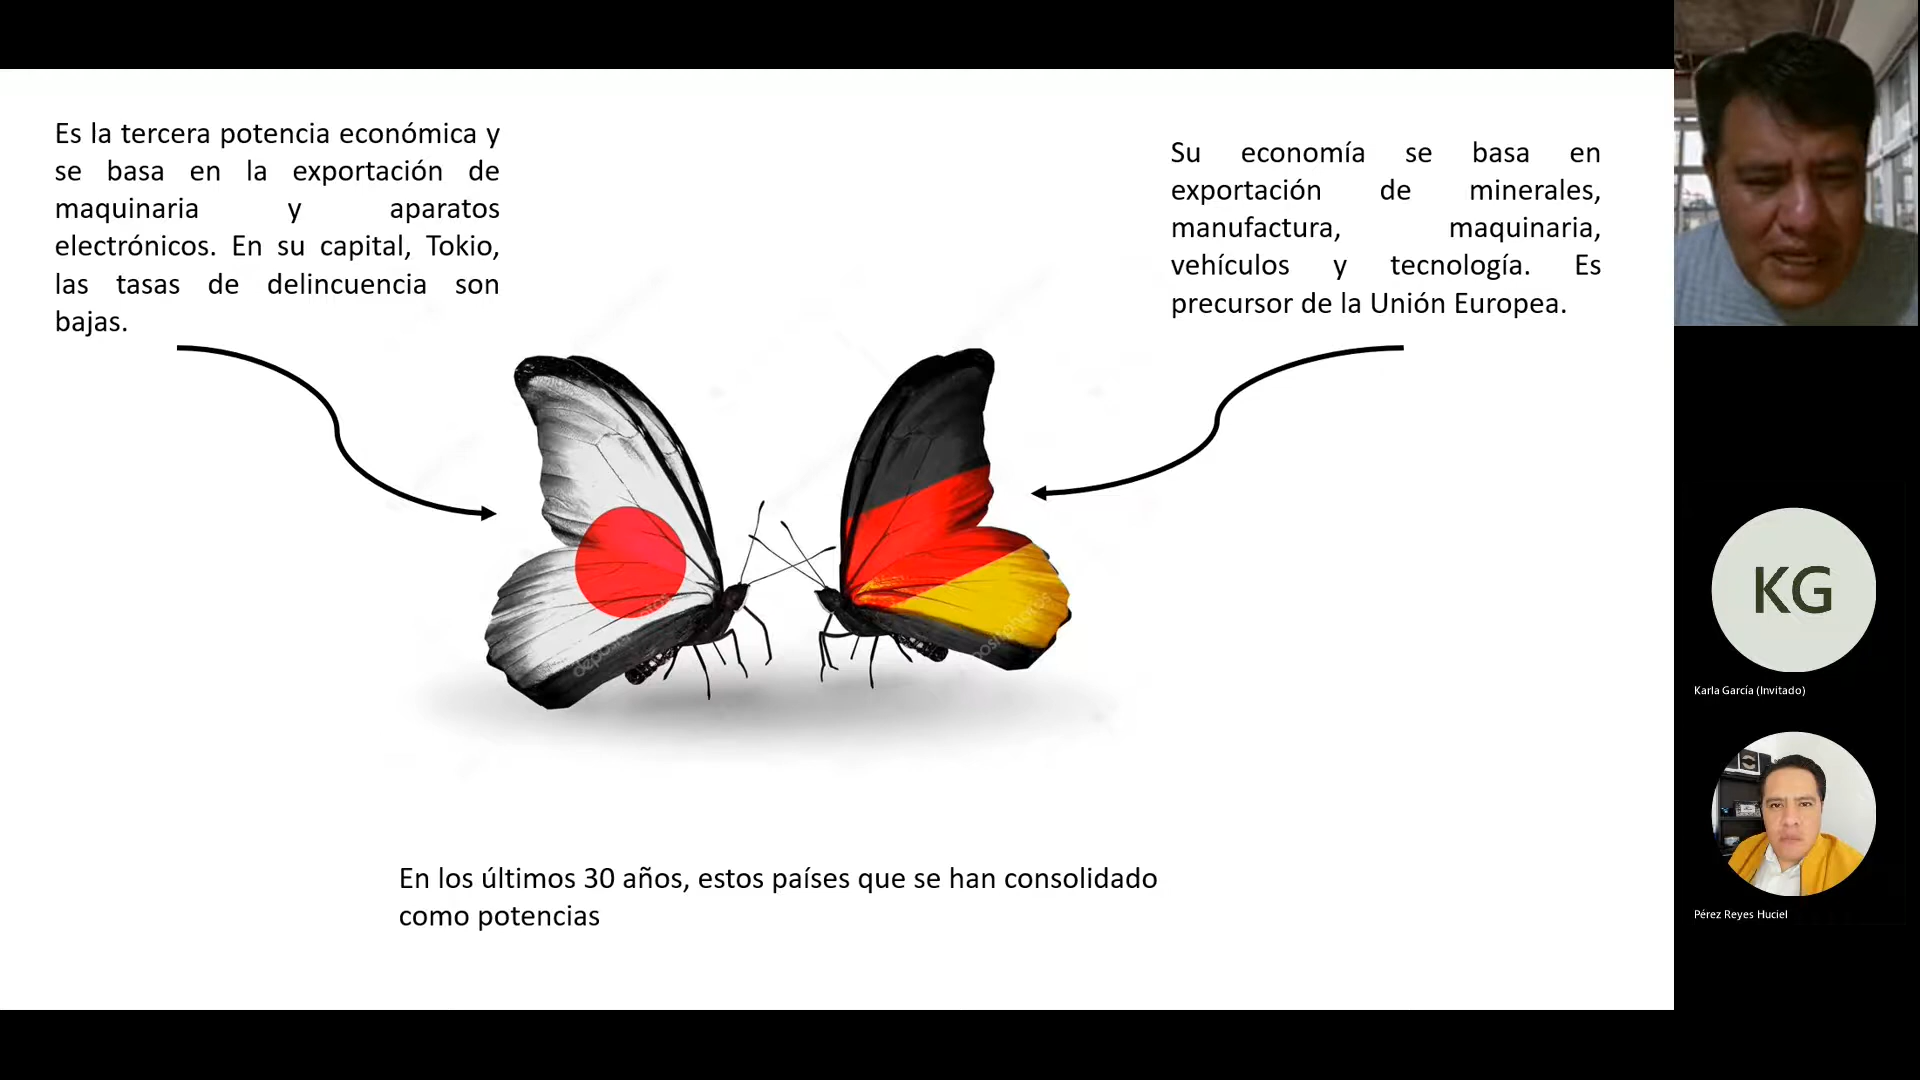 Es la tercera potencia económica y
se basa en la exportación de
maquinaria y aparatos
electrónicos. En su capital, Tokio,
las tasas de delincuencia son
bajas.
Su economía se basa en
exportación de minerales,
manufactura, maquinaria,
vehículos y tecnología. Es
precursor de la Unión Europea.
En los últimos 30 años, estos países que se han consolidado
como potencias
KG
Karla García (Invitado)
Pérez Reyes Huciel